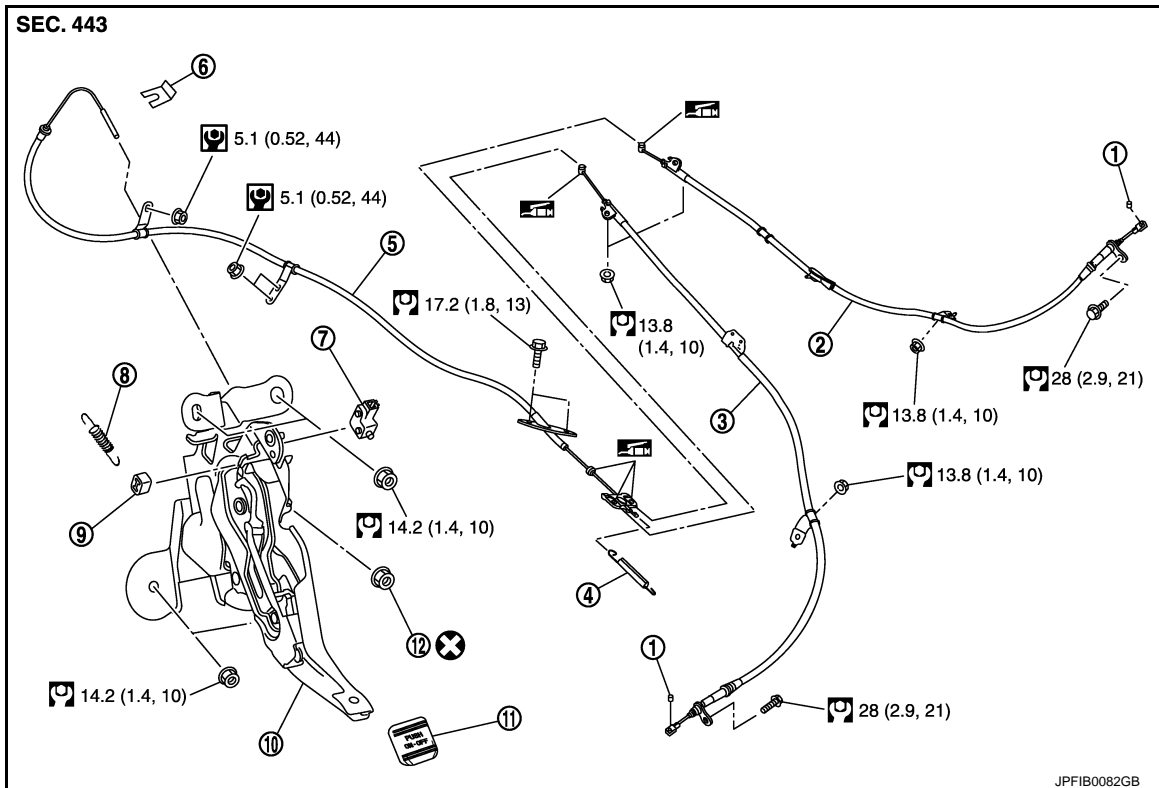 SEC. 443
6
5.1 (0.52, 44)
1
5.1 (0.52, 44)
5
17.2 (1.8, 13)
7
13.8
(1.4, 10)
2
28 (2.9, 21)
8
3
13.8 (1.4, 10)
13.8 (1.4, 10)
9
14.2 (1.4, 10)
4
12
1
14.2 (1.4, 10)
10
PUSH
ON-OFF
11
28 (2.9, 21)
JPFIB0082GB